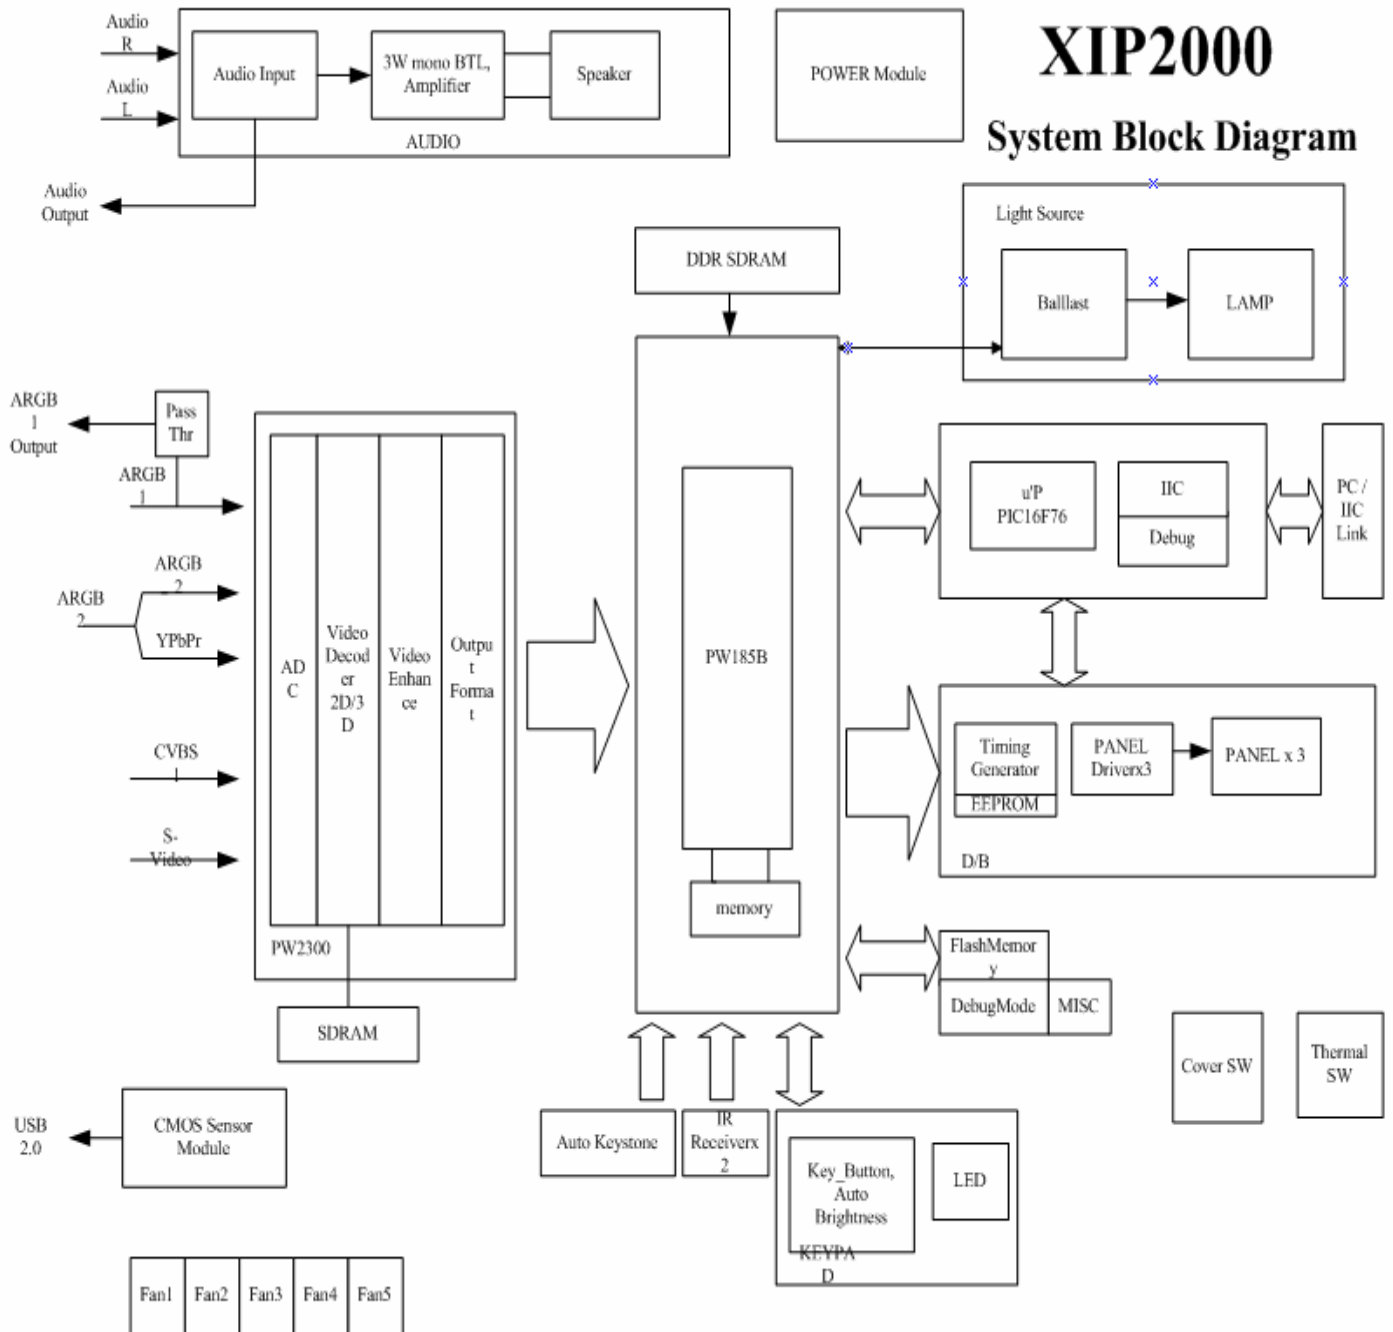 Audio
R
Audio
L
Audio Input
3W mono BTL,
Amplifier
Speaker
AUDIO
Audio
Output
POWER Module
XIP2000
System Block Diagram
Light Source
Balllast
LAMP
DDR SDRAM
ARGB
1
Output
Pass
Thr
ARGB
1
ARGB
2
ARGB
2
YPbPr
CVBS
1
S-
Video
AD
C
Video
Decod
er
2D/3
D
Video
Enhan
ce
Outpu
t
Forma
t
PW2300
SDRAM
PW185B
memory
u'P
PIC16F76
IIC
Debug
PC /
IIC
Link
Timing
Generator
EEPROM
PANEL
Driverx3
PANEL x 3
D/B
FlashMemor
y
DebugMode
MISC
Cover SW
Thermal
SW
USB
2.0
CMOS Sensor
Module
Auto Keystone
IR
Receiverx
2
Key_Button,
Auto
Brightness
LED
KEYPA
D
Fan1
Fan2
Fan3
Fan4
Fan5